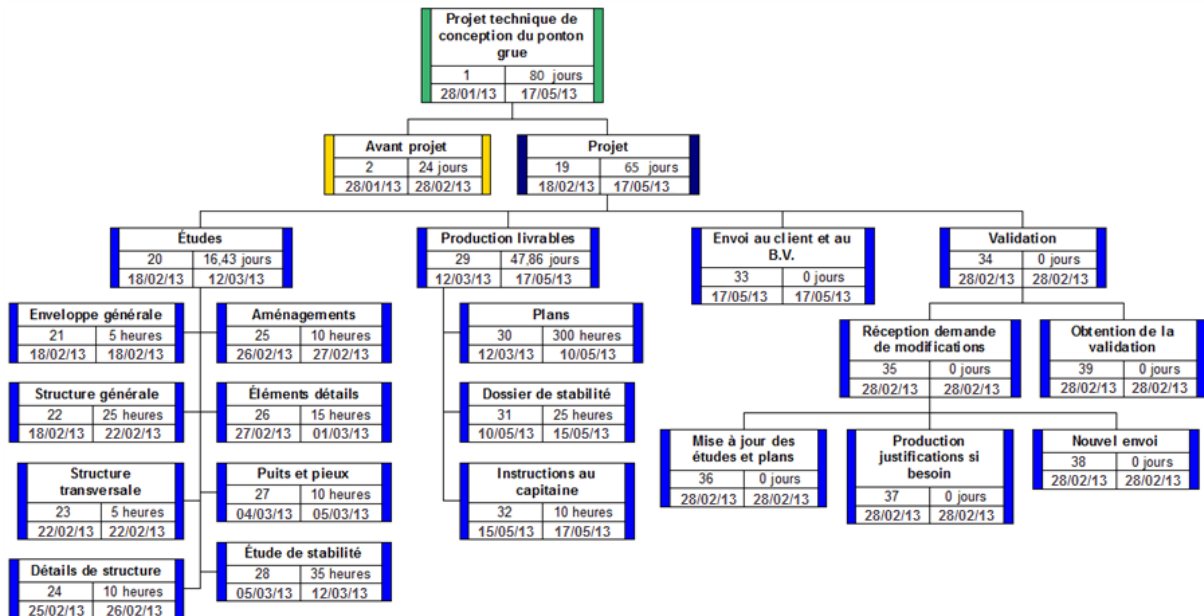 Projet technique de
conception du ponton
grue
1 80 jours
28/01/13 17/05/13
Avant projet
2 24 jours
28/01/13 28/02/13
Projet
19 65 jours
18/02/13 17/05/13
Études
20 16,43 jours
18/02/13 12/03/13
Production livrables
29 47,86 jours
12/03/13 17/05/13
Envoi au client et au
B.V.
33 0 jours
17/05/13 17/05/13
Validation
34 0 jours
28/02/13 28/02/13
Enveloppe générale
21 5 heures
18/02/13 18/02/13
Aménagements
25 10 heures
26/02/13 27/02/13
Plans
30 300 heures
12/03/13 10/05/13
Réception demande
de modifications
35 0 jours
28/02/13 28/02/13
Obtention de la
validation
39 0 jours
28/02/13 28/02/13
Structure générale
22 25 heures
18/02/13 22/02/13
Éléments détails
26 15 heures
27/02/13 01/03/13
Dossier de stabilité
31 25 heures
10/05/13 15/05/13
Mise à jour des
études et plans
36 0 jours
28/02/13 28/02/13
Production
justifications si
besoin
37 0 jours
28/02/13 28/02/13
Nouvel envoi
38 0 jours
28/02/13 28/02/13
Structure
transversale
23 5 heures
22/02/13 22/02/13
Puits et pieux
27 10 heures
04/03/13 05/03/13
Instructions au
capitaine
32 10 heures
15/05/13 17/05/13
Détails de structure
24 10 heures
25/02/13 26/02/13
Étude de stabilité
28 35 heures
05/03/13 12/03/13